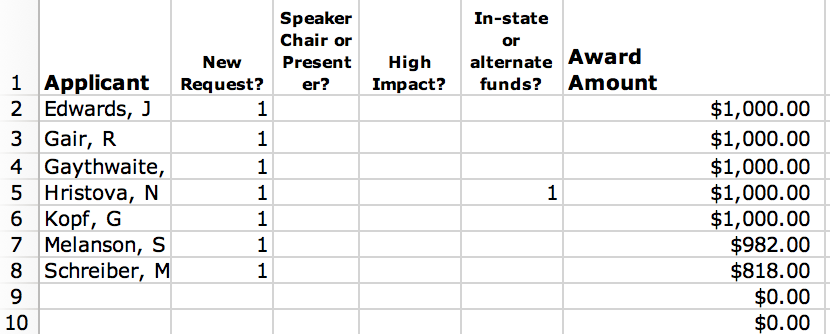 1 Applicant New Request? Speaker Chair or Present er? High Impact? In-state or alternate funds? Award Amount
2 Edwards, J 1 $1,000.00
3 Gair, R 1 $1,000.00
4 Gaythwaite, 1 $1,000.00
5 Hristova, N 1 1 $1,000.00
6 Kopf, G 1 $1,000.00
7 Melanson, S 1 $982.00
8 Schreiber, M 1 $818.00
9 $0.00
10 $0.00